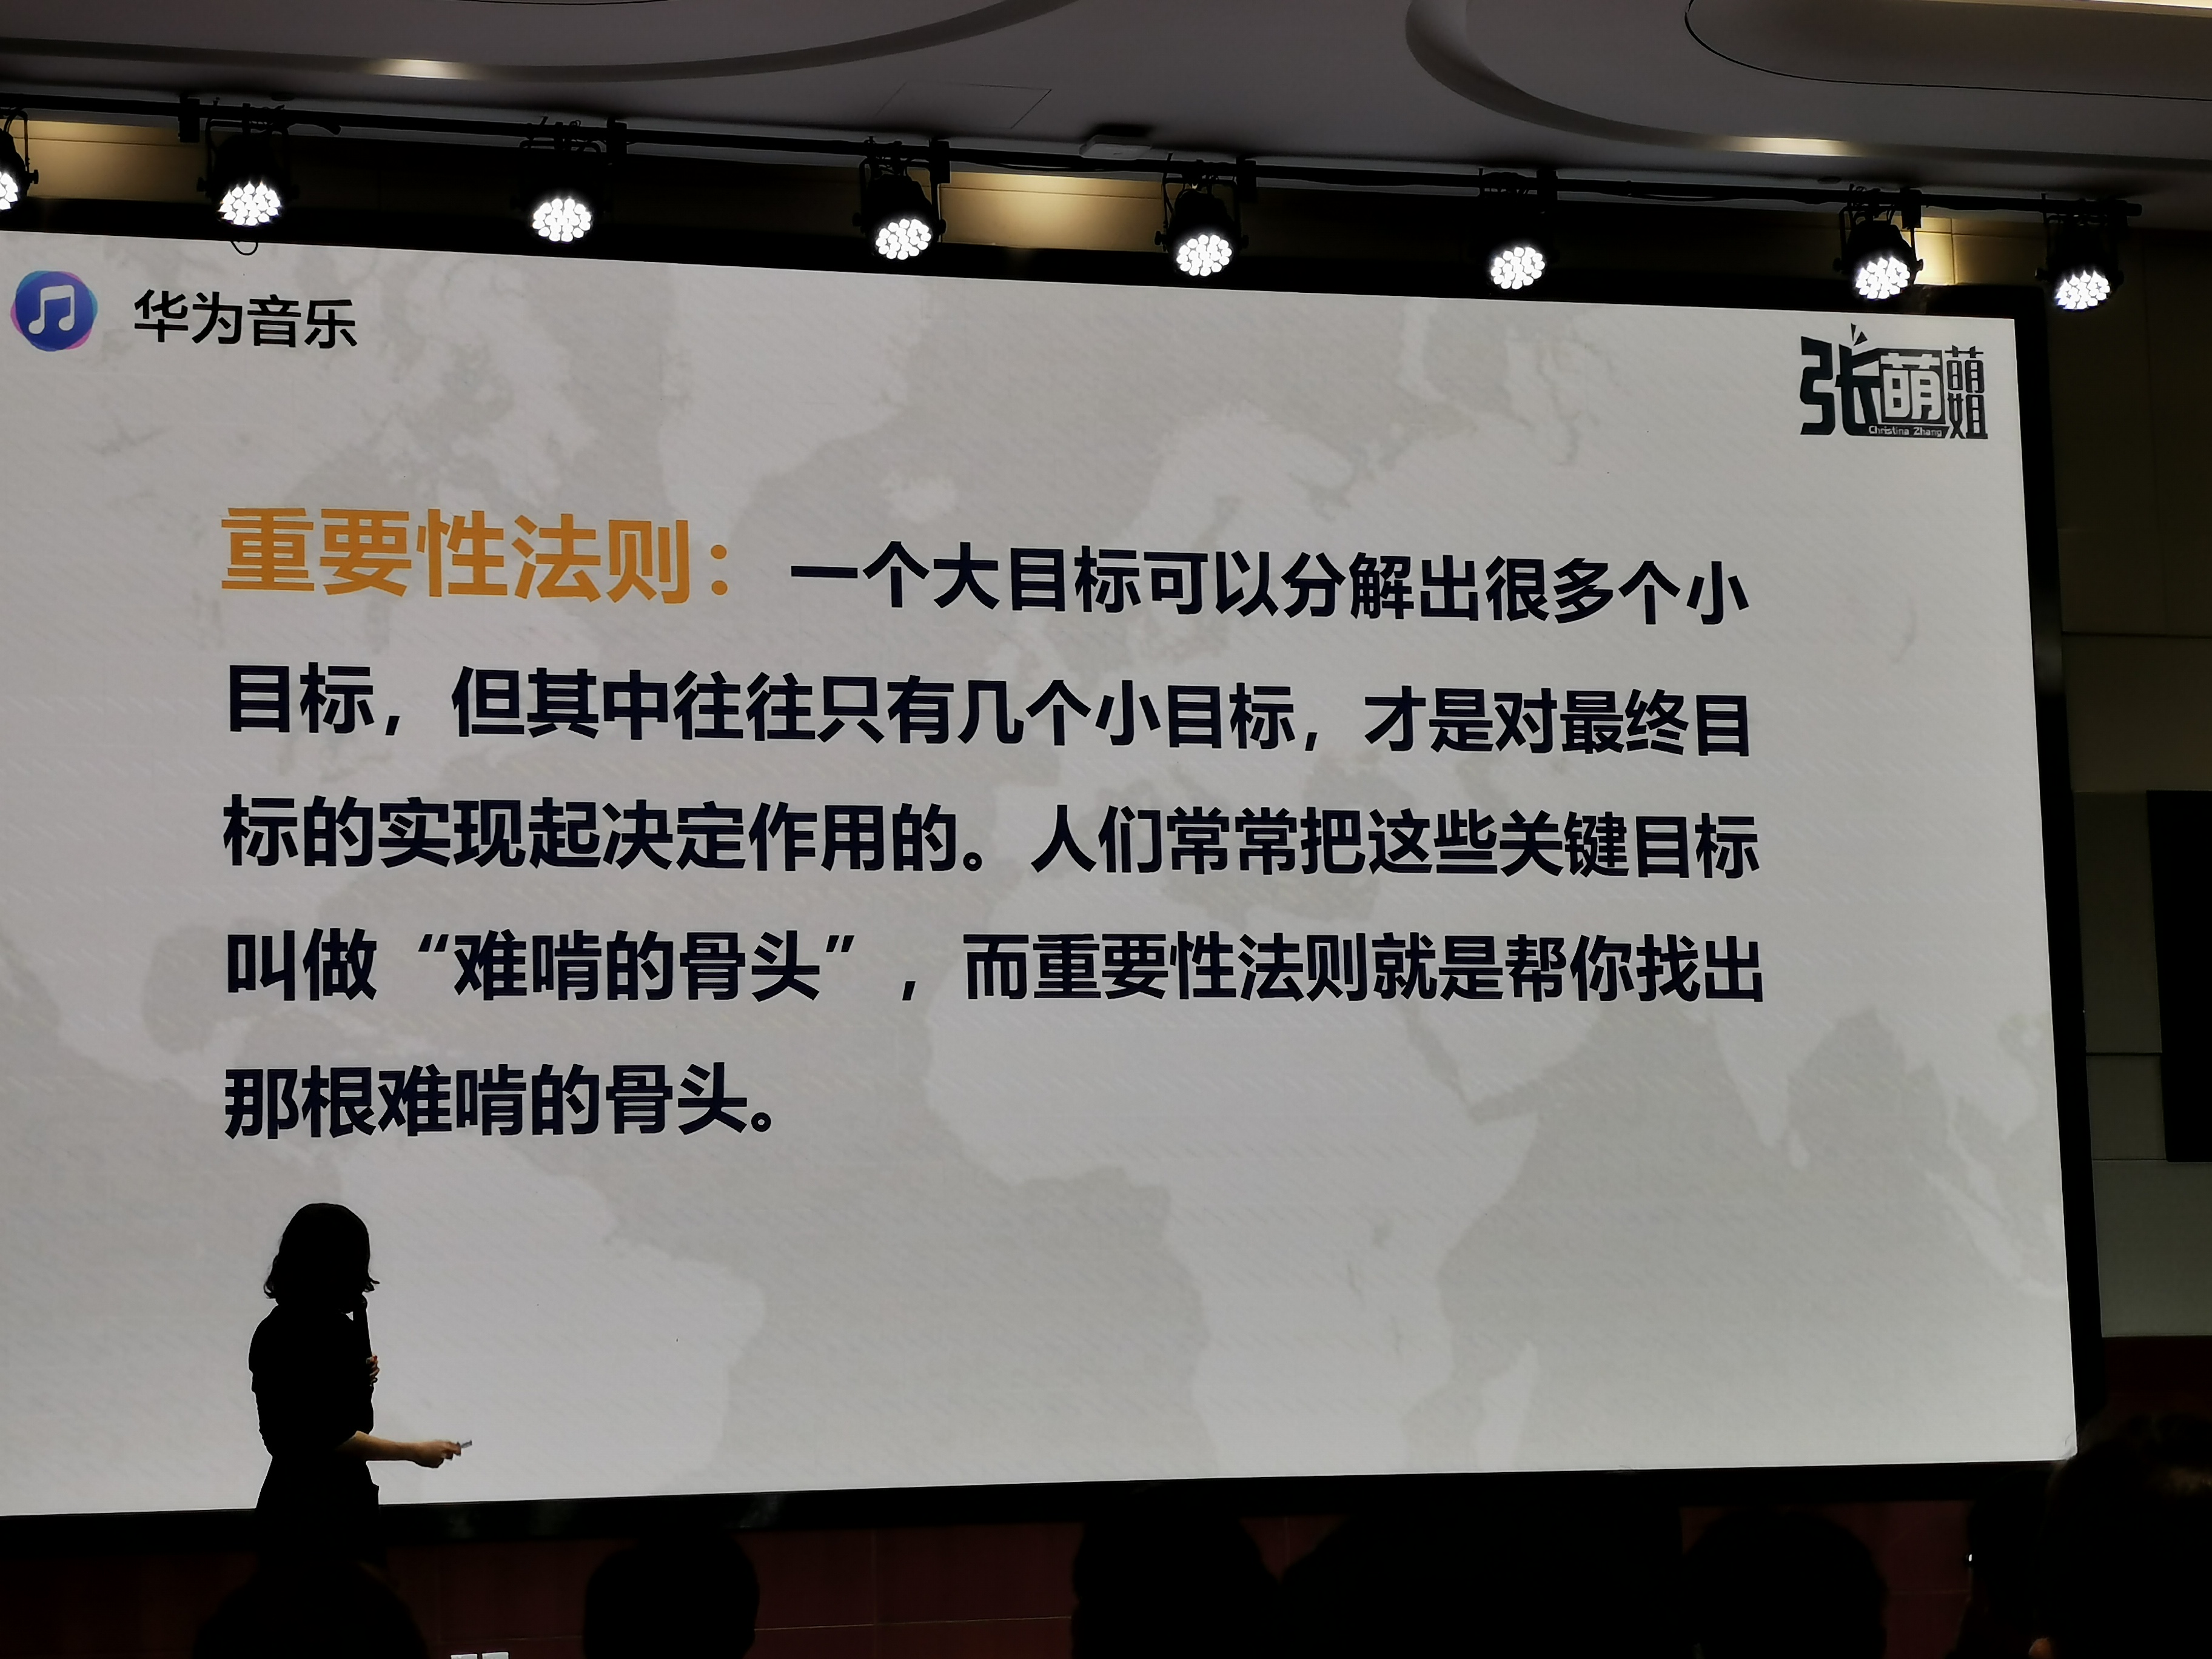 华为音乐
张萌萌姐
Christina Zhang
重要性法则：一个大目标可以分解出很多个小
目标，但其中往往只有几个小目标，才是对最终目
标的实现起决定作用的。人们常常把这些关键目标
叫做“难啃的骨头”，而重要性法则就是帮你找出
那根难啃的骨头。